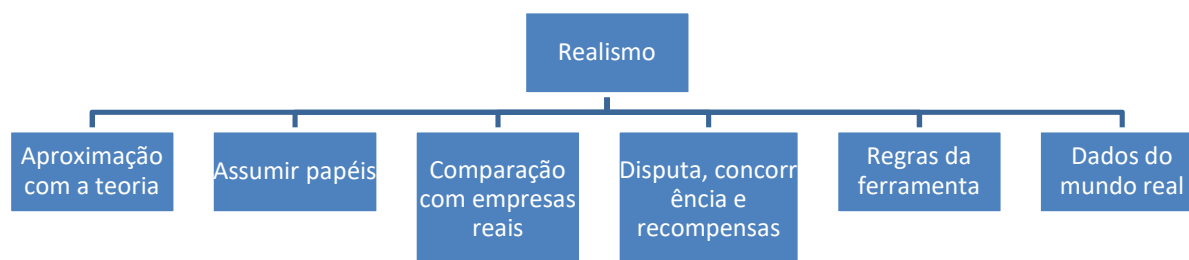 Realismo
Aproximação
com a teoria
Assumir papéis
Comparação
com empresas
reais
Disputa, concorr
ência e
recompensas
Regras da
ferramenta
Dados do
mundo real